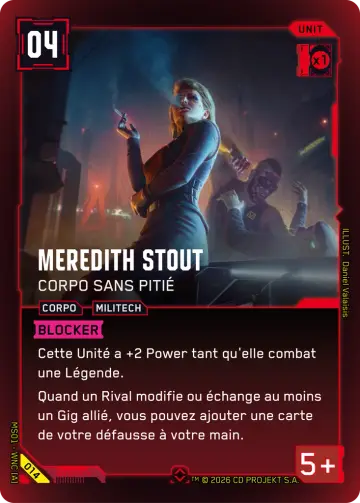 04
UNIT
x1
MEREDITH STOUT
CORPO SANS PITIÉ
CORPO
MILITECH
BLOCKER
Cette Unité a +2 Power tant qu'elle combat
une Légende.
Quand un Rival modifie ou échange au moins
un Gig allié, vous pouvez ajouter une carte
de votre défausse à votre main.
5+
ILLUST. Daniel Valaisis
MS01 WNC (A)
014
™ © 2026 CD PROJEKT S.A.